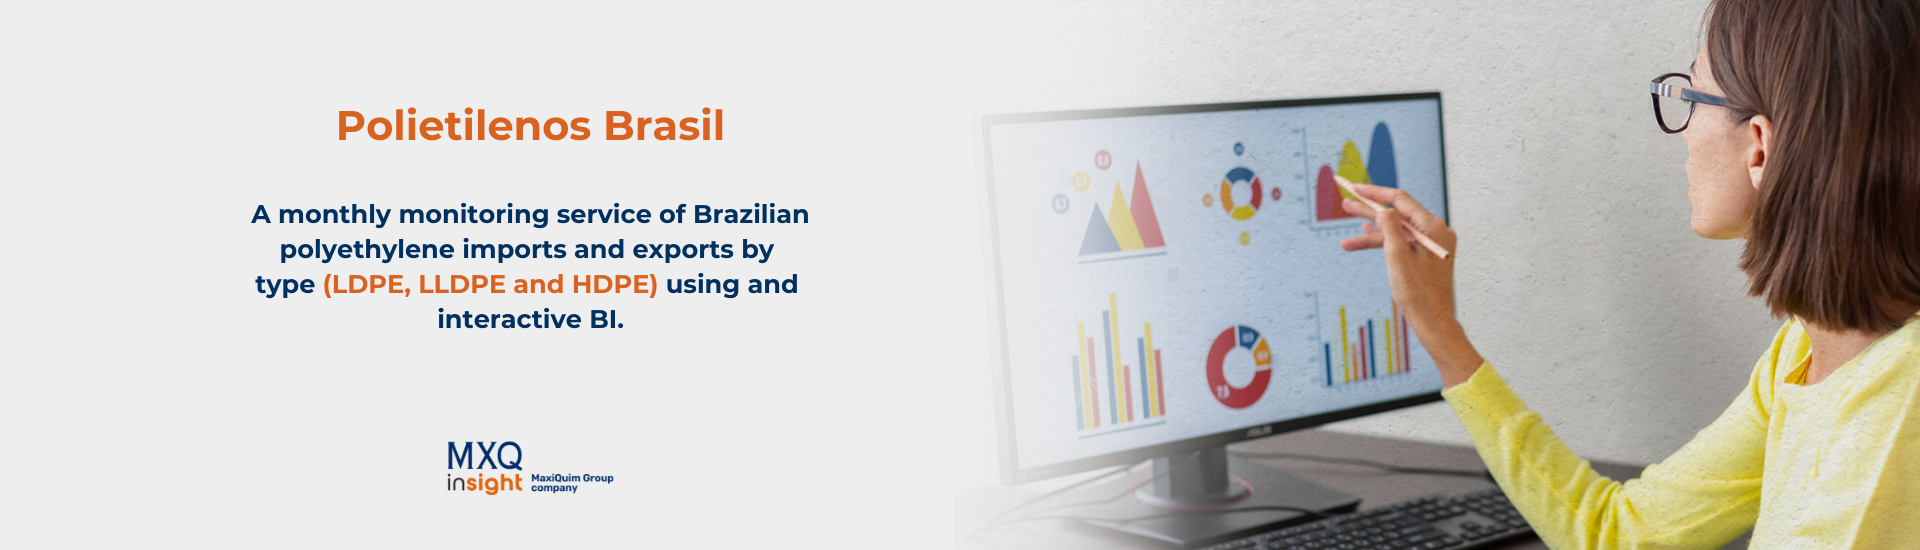 Polietilenos Brasil
A monthly monitoring service of Brazilian
polyethylene imports and exports by
type (LDPE, LLDPE and HDPE) using and
interactive BI.
MXQ
insight
MaxiQuim Group
company